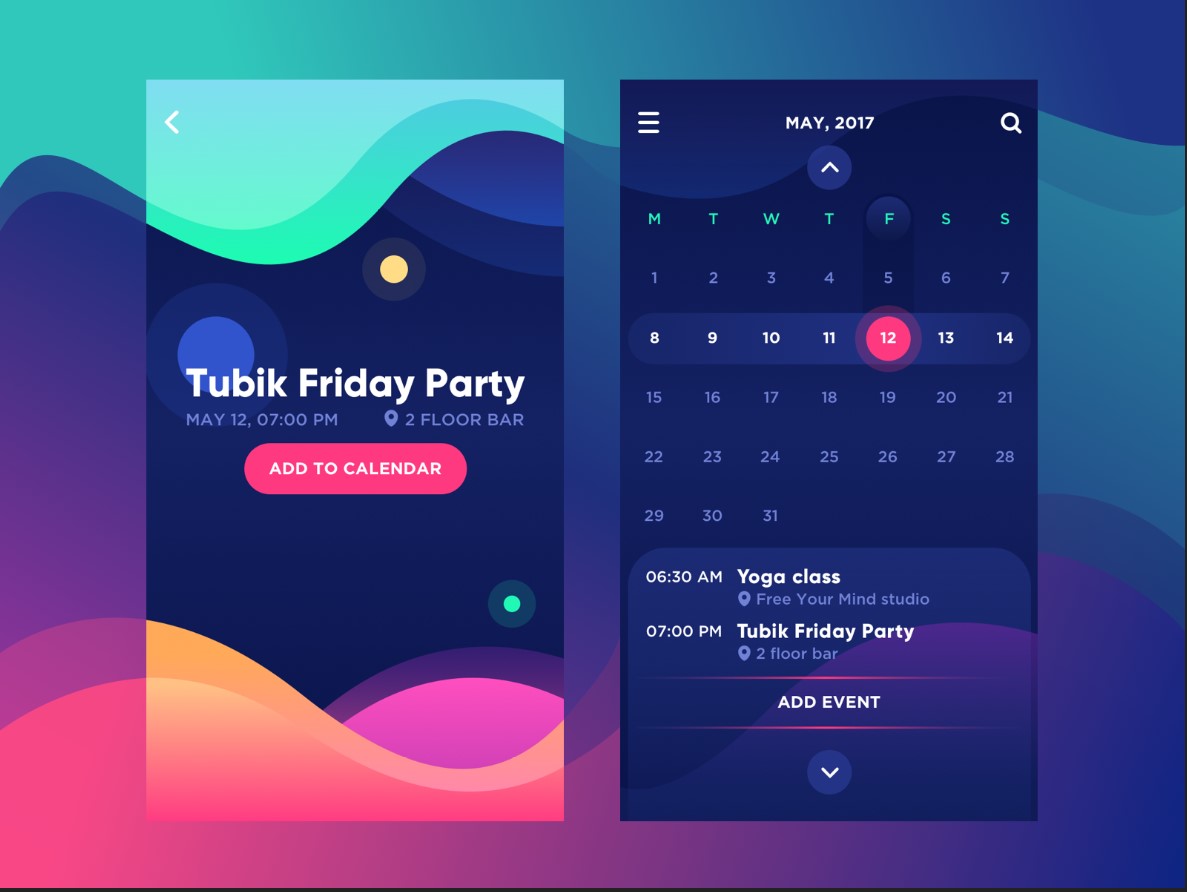 Tubik Friday Party
MAY 12, 07:00 PM 2 FLOOR BAR
ADD TO CALENDAR
MAY, 2017
M T W T F S S
1 2 3 4 5 6 7
8 9 10 11 12 13 14
15 16 17 18 19 20 21
22 23 24 25 26 27 28
29 30 31
06:30 AM Yoga class
Free Your Mind studio
07:00 PM Tubik Friday Party
2 floor bar
ADD EVENT